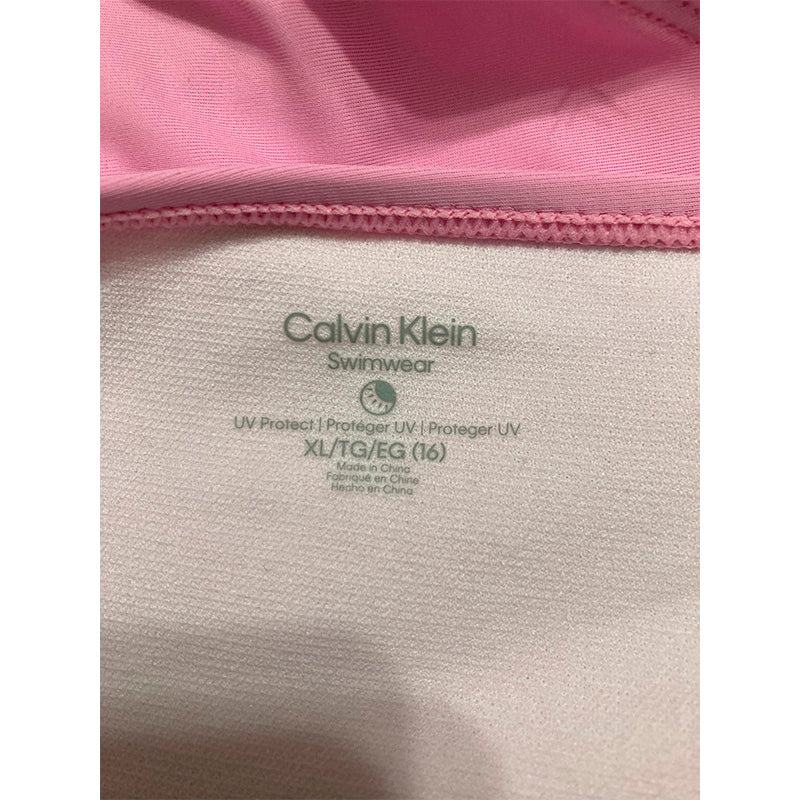 Calvin Klein
Swimwear
UV Protect | Protéger UV | Proteger UV
XL/TG/EG (16)
Made in China
Fabriqué en Chine
Hecho en China